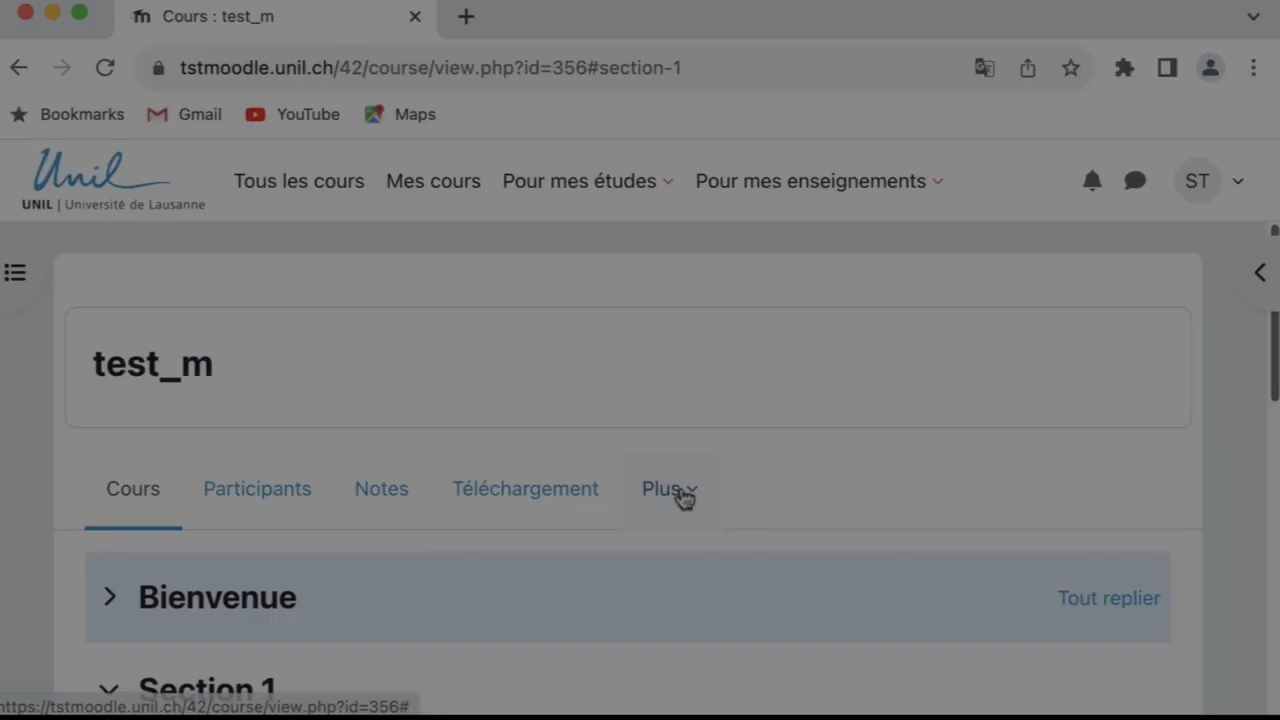 Cours : test_m
tstmoodle.unil.ch/42/course/view.php?id=356#section-1
Bookmarks Gmail YouTube Maps
Unil
UNIL | Université de Lausanne
Tous les cours Mes cours Pour mes études Pour mes enseignements ST
test_m
Cours Participants Notes Téléchargement Plus
Bienvenue Tout replier
Section 1
https://tstmoodle.unil.ch/42/course/view.php?id=356#